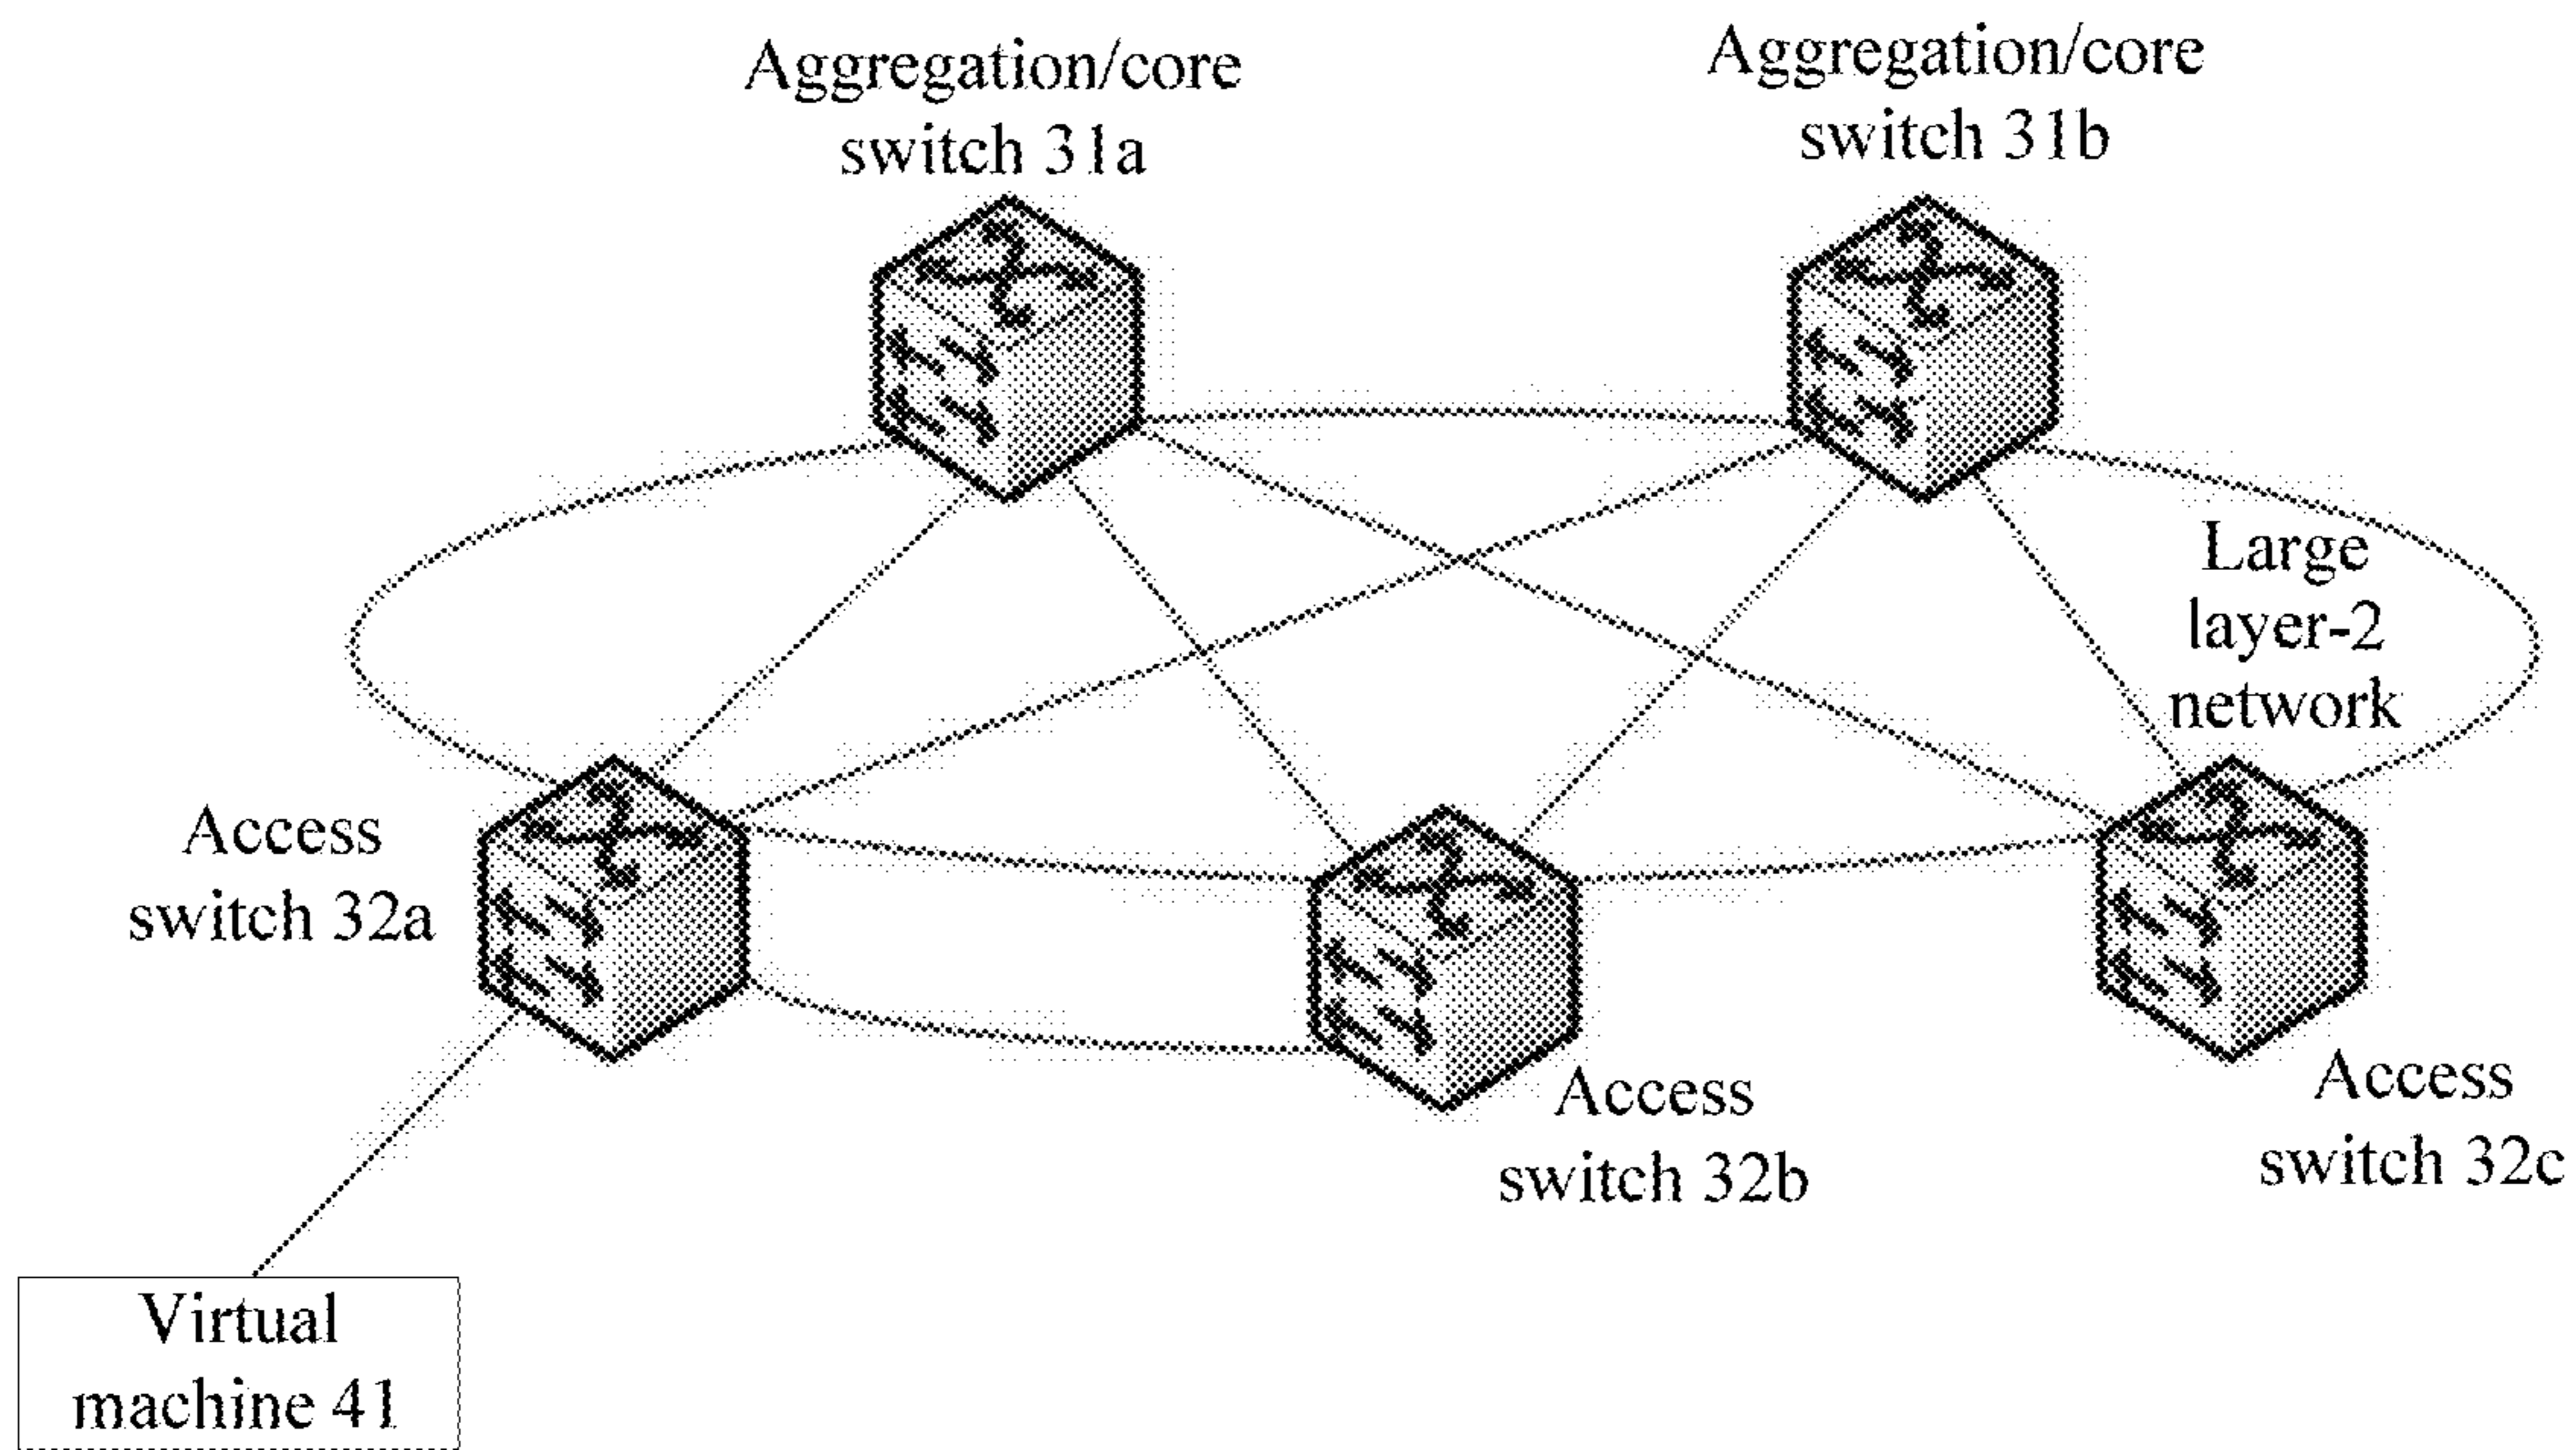 Aggregation/core
switch 31a
Aggregation/core
switch 31b
Large
layer-2
network
Access
switch 32a
Access
switch 32b
Access
switch 32c
Virtual
machine 41